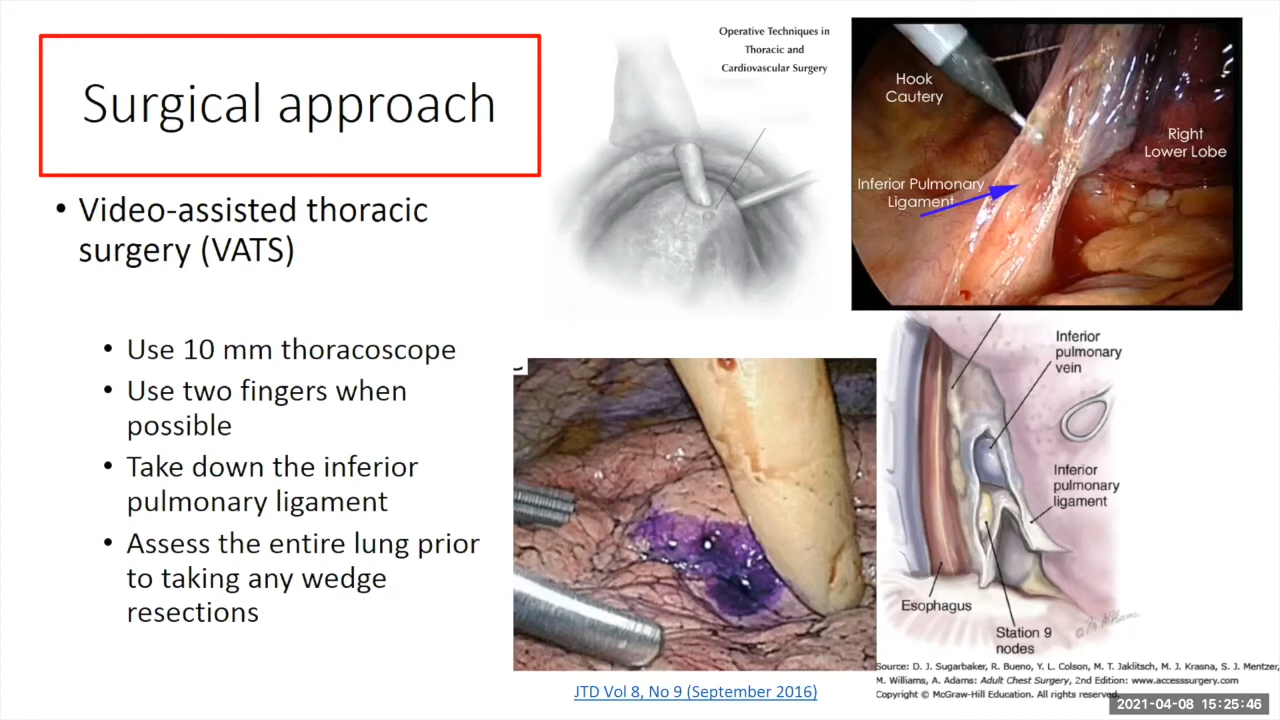 Surgical approach
• Video-assisted thoracic
surgery (VATS)
• Use 10 mm thoracoscope
• Use two fingers when
possible
• Take down the inferior
pulmonary ligament
• Assess the entire lung prior
to taking any wedge
resections
Operative Techniques in
Thoracic and
Cardiovascular Surgery
Hook
Cautery
Right
Lower Lobe
Inferior Pulmonary
Ligament
JTD Vol 8, No 9 (September 2016)
Inferior
pulmonary
vein
Inferior
pulmonary
ligament
Esophagus
Station 9
nodes
Source: D. J. Sugarbaker, R. Bueno, Y. L. Colson, M. T. Jaklitsch, M. J. Krasna, S. J. Mentzer,
M. Williams, A. Adams: Adult Chest Surgery, 2nd Edition: www.accesssurgery.com
Copyright © McGraw-Hill Education. All rights reserved.
2021-04-08 15:25:46